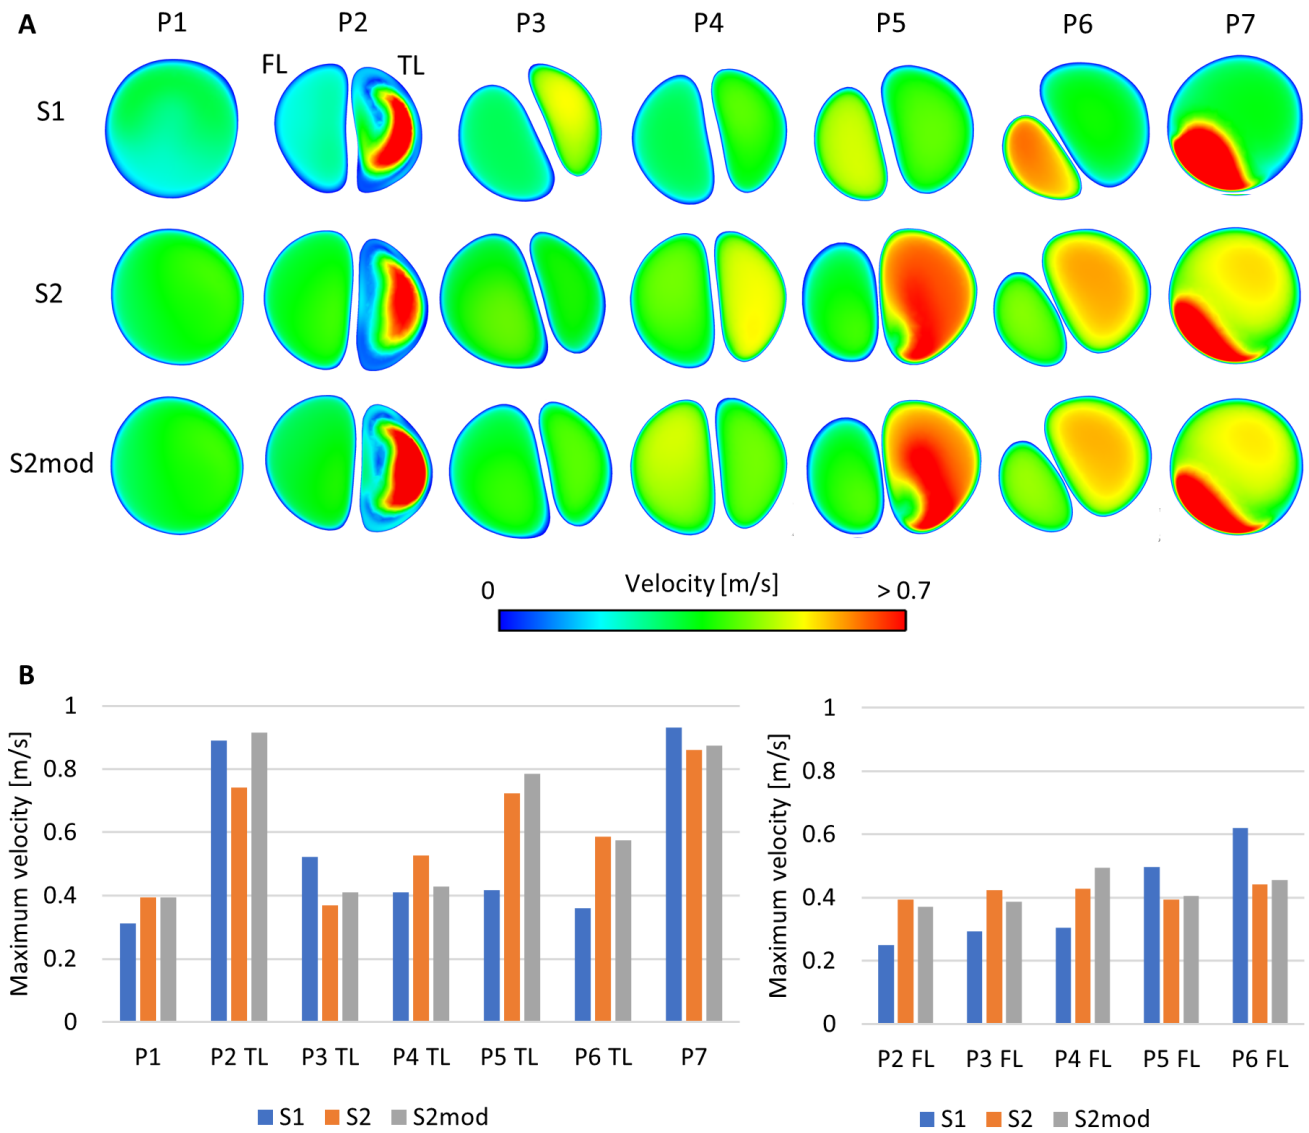 A
P1 P2 P3 P4 P5 P6 P7
FL TL
S1
S2
S2mod
Velocity [m/s]
0 > 0.7
B
Maximum velocity [m/s]
1
0.8
0.6
0.4
0.2
0
P1 P2 TL P3 TL P4 TL P5 TL P6 TL P7
S1 S2 S2mod
Maximum velocity [m/s]
1
0.8
0.6
0.4
0.2
0
P2 FL P3 FL P4 FL P5 FL P6 FL
S1 S2 S2mod